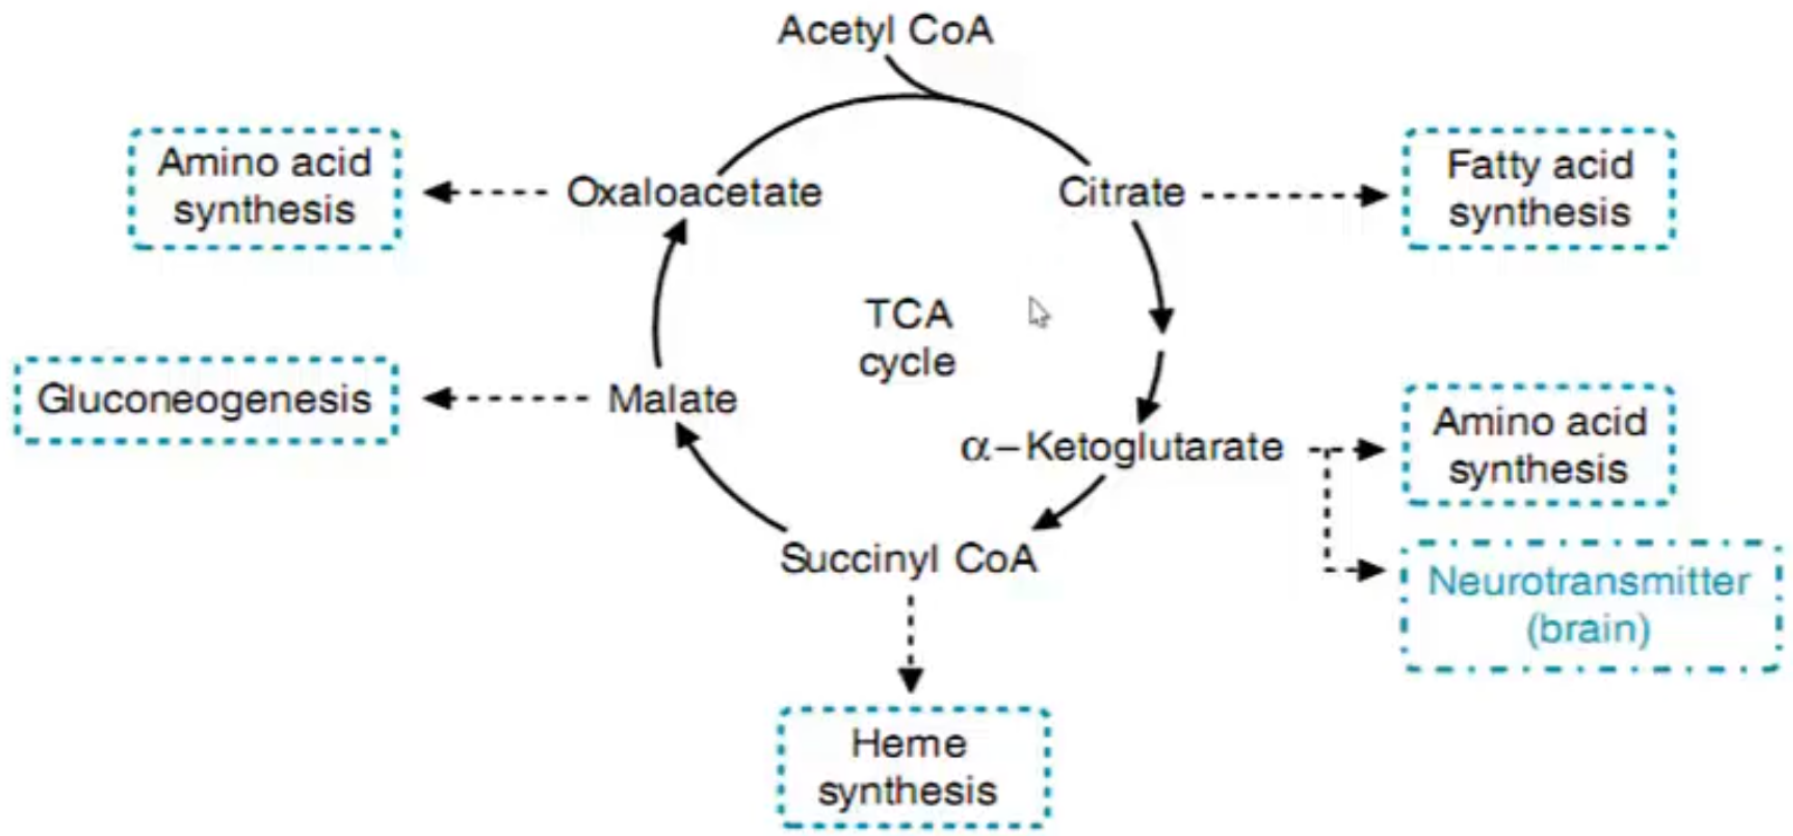 Acetyl CoA
Amino acid
synthesis
Oxaloacetate
Citrate
Fatty acid
synthesis
TCA
cycle
Gluconeogenesis
Malate
α–Ketoglutarate
Amino acid
synthesis
Succinyl CoA
Neurotransmitter
(brain)
Heme
synthesis